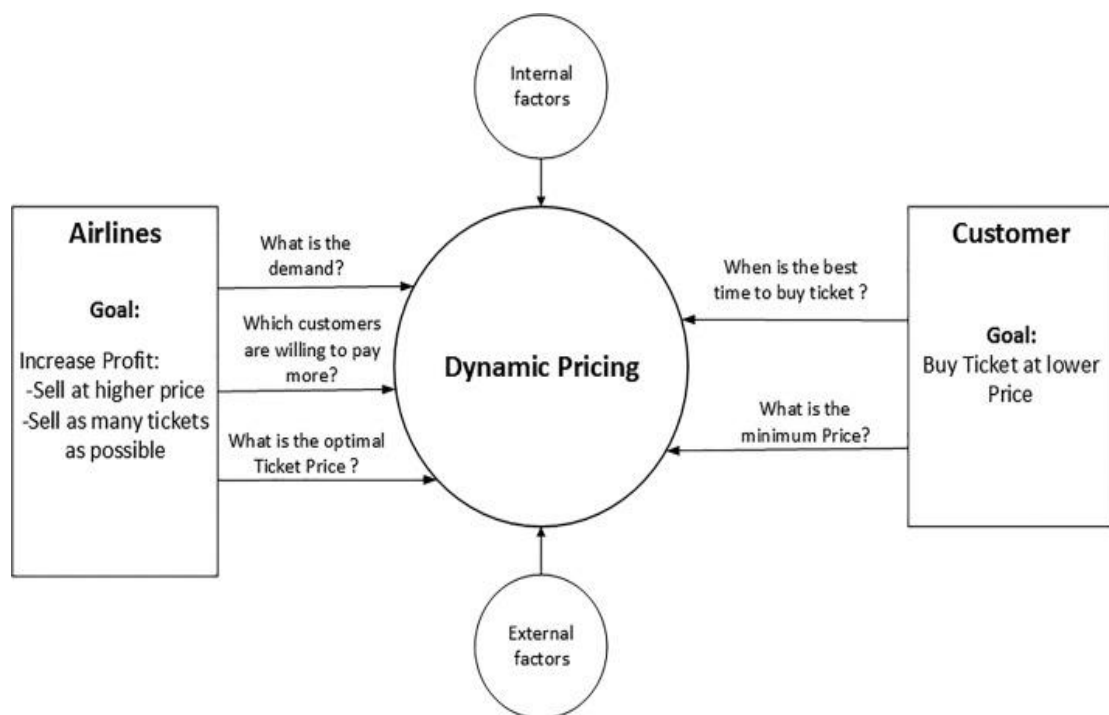 Internal
factors
Airlines
Goal:
Increase Profit:
-Sell at higher price
-Sell as many tickets
as possible
What is the
demand?
Which customers
are willing to pay
more?
What is the optimal
Ticket Price ?
Dynamic Pricing
When is the best
time to buy ticket ?
What is the
minimum Price?
Customer
Goal:
Buy Ticket at lower
Price
External
factors